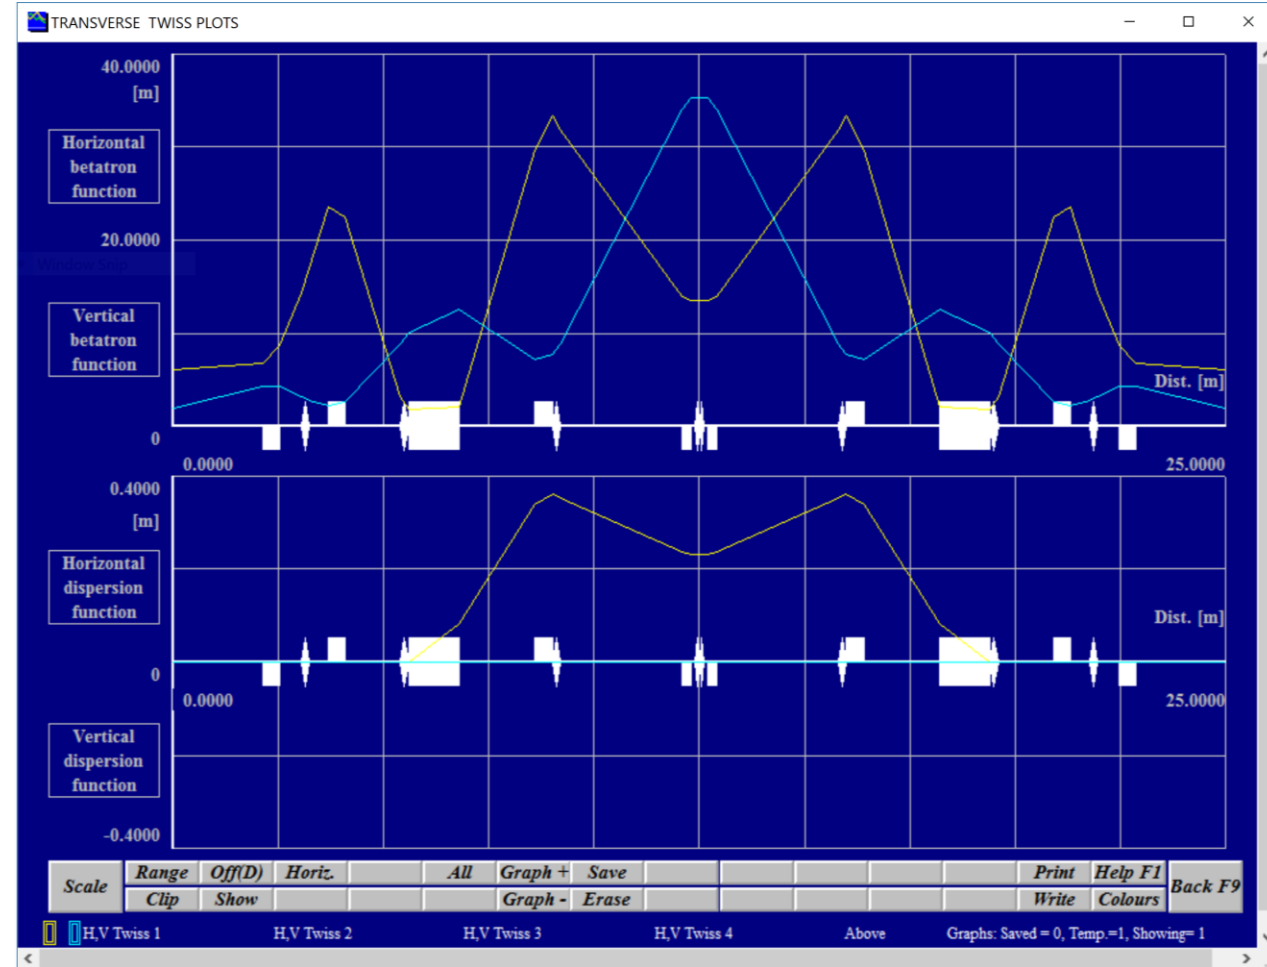 TRANSVERSE TWISS PLOTS
40.0000
[m]
Horizontal
betatron
function
20.0000
Window Snip
Vertical
betatron
function
Dist. [m]
0
0.0000 25.0000
0.4000
[m]
Horizontal
dispersion
function
Dist. [m]
0
0.0000 25.0000
Vertical
dispersion
function
-0.4000
Scale
Range Off(D) Horiz. All Graph + Save Print Help F1
Back F9
Clip Show Graph - Erase Write Colours
H,V Twiss 1 H,V Twiss 2 H,V Twiss 3 H,V Twiss 4 Above Graphs: Saved = 0, Temp.=1, Showing= 1